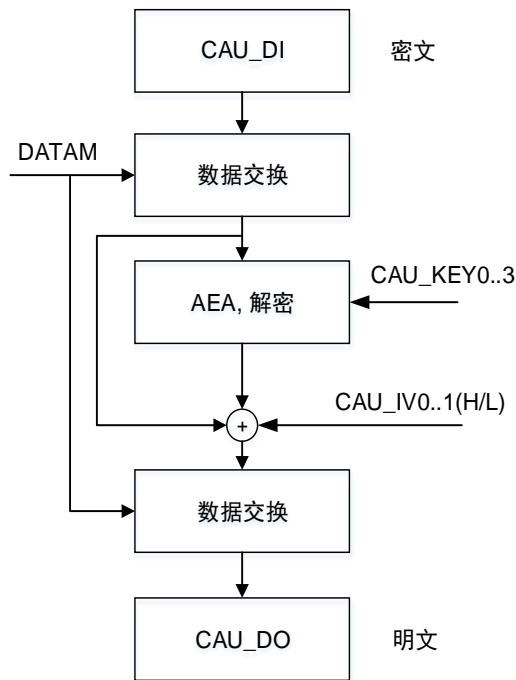 CAU_DI
密文
DATAM
数据交换
CAU_KEY0..3
AEA, 解密
CAU_IV0..1(H/L)
+
数据交换
CAU_DO
明文